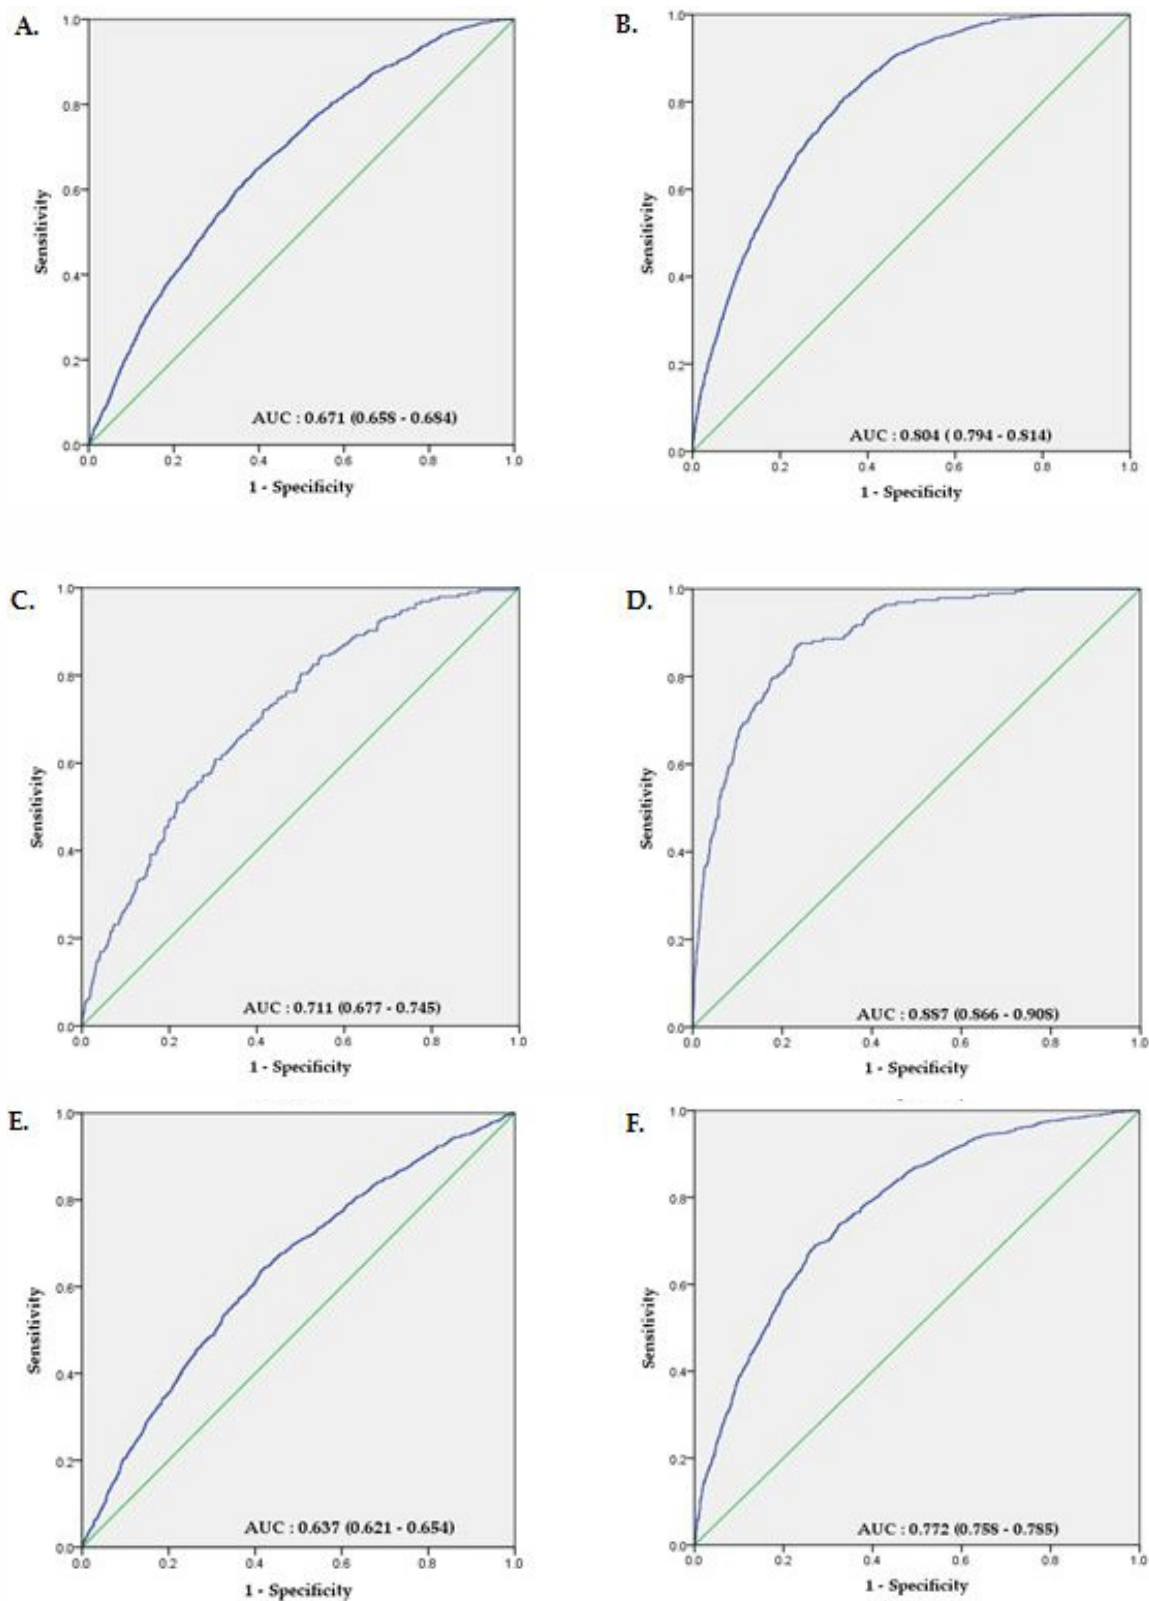 A.
1.0
0.8
0.6
0.4
0.2
0.0
Sensitivity
AUC : 0.671 (0.658 - 0.684)
0.0 0.2 0.4 0.6 0.8 1.0
1 - Specificity
B.
1.0
0.8
0.6
0.4
0.2
0.0
Sensitivity
AUC : 0.804 ( 0.794 - 0.814)
0.0 0.2 0.4 0.6 0.8 1.0
1 - Specificity
C.
1.0
0.8
0.6
0.4
0.2
0.0
Sensitivity
AUC : 0.711 (0.677 - 0.745)
0.0 0.2 0.4 0.6 0.8 1.0
1 - Specificity
D.
1.0
0.8
0.6
0.4
0.2
0.0
Sensitivity
AUC : 0.887 (0.866 - 0.908)
0.0 0.2 0.4 0.6 0.8 1.0
1 - Specificity
E.
1.0
0.8
0.6
0.4
0.2
0.0
Sensitivity
AUC : 0.637 (0.621 - 0.654)
0.0 0.2 0.4 0.6 0.8 1.0
1 - Specificity
F.
1.0
0.8
0.6
0.4
0.2
0.0
Sensitivity
AUC : 0.772 (0.758 - 0.785)
0.0 0.2 0.4 0.6 0.8 1.0
1 - Specificity